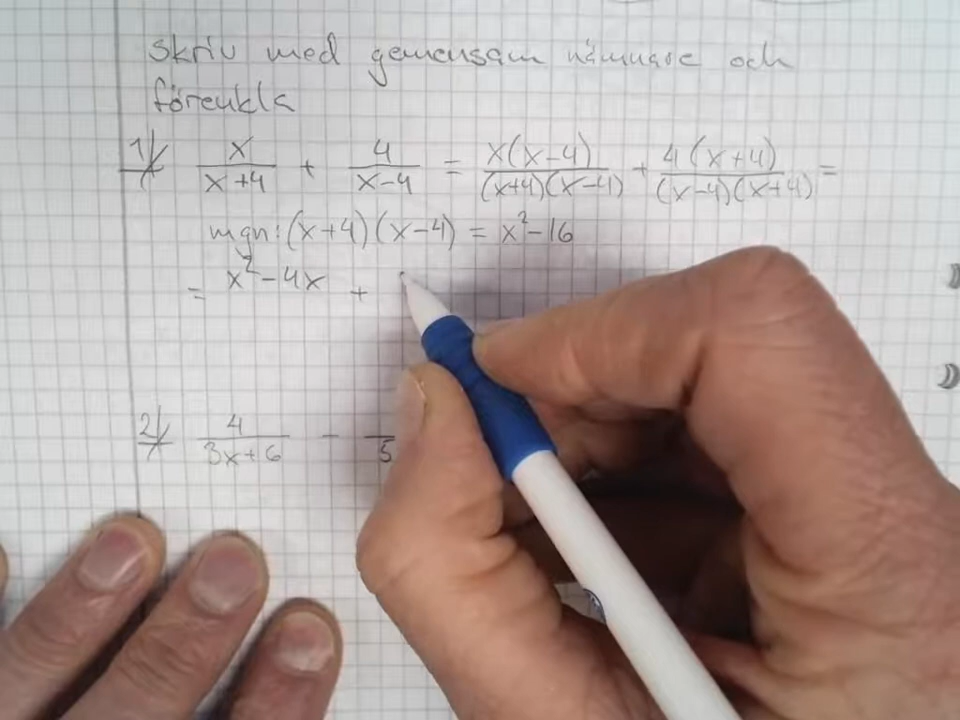 Skriv med gemensam nämnare och
förenkla
1/ x/(x+4) + 4/(x-4) = x(x-4)/((x+4)(x-4)) + 4(x+4)/((x-4)(x+4)) =
mgn: (x+4)(x-4) = x²-16
= x²-4x +
2/ 4/(3x+6) - /5